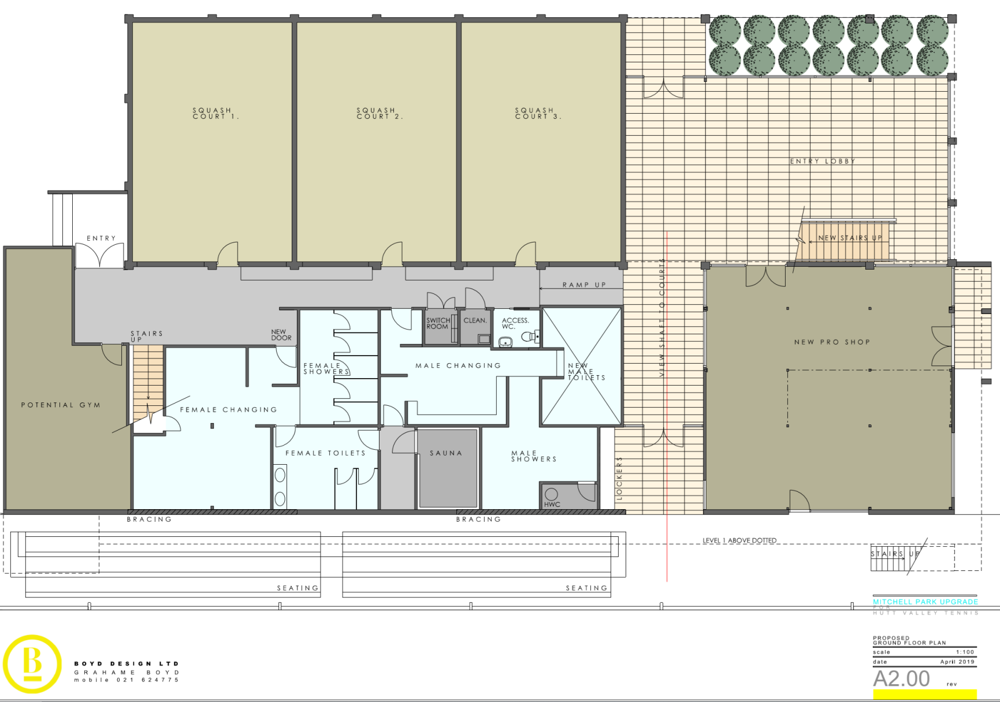 SQUASH
COURT 1.
SQUASH
COURT 2.
SQUASH
COURT 3.
ENTRY LOBBY
ENTRY
NEW STAIRS UP
RAMP UP
VIEW SHAFT TO COURTS
STAIRS
UP
NEW
DOOR
SWITCH
ROOM
CLEAN.
ACCESS.
WC.
NEW PRO SHOP
FEMALE
SHOWERS
MALE CHANGING
NEW
MALE
TOILETS
POTENTIAL GYM
FEMALE CHANGING
FEMALE TOILETS
SAUNA
MALE
SHOWERS
LOCKERS
HWC
BRACING
BRACING
LEVEL 1 ABOVE DOTTED
STAIRS UP
SEATING
SEATING
MITCHELL PARK UPGRADE
FOR
HUTT VALLEY TENNIS
B
BOYD DESIGN LTD
GRAHAME BOYD
mobile 021 624775
PROPOSED
GROUND FLOOR PLAN
scale 1:100
date April 2019
A2.00 rev